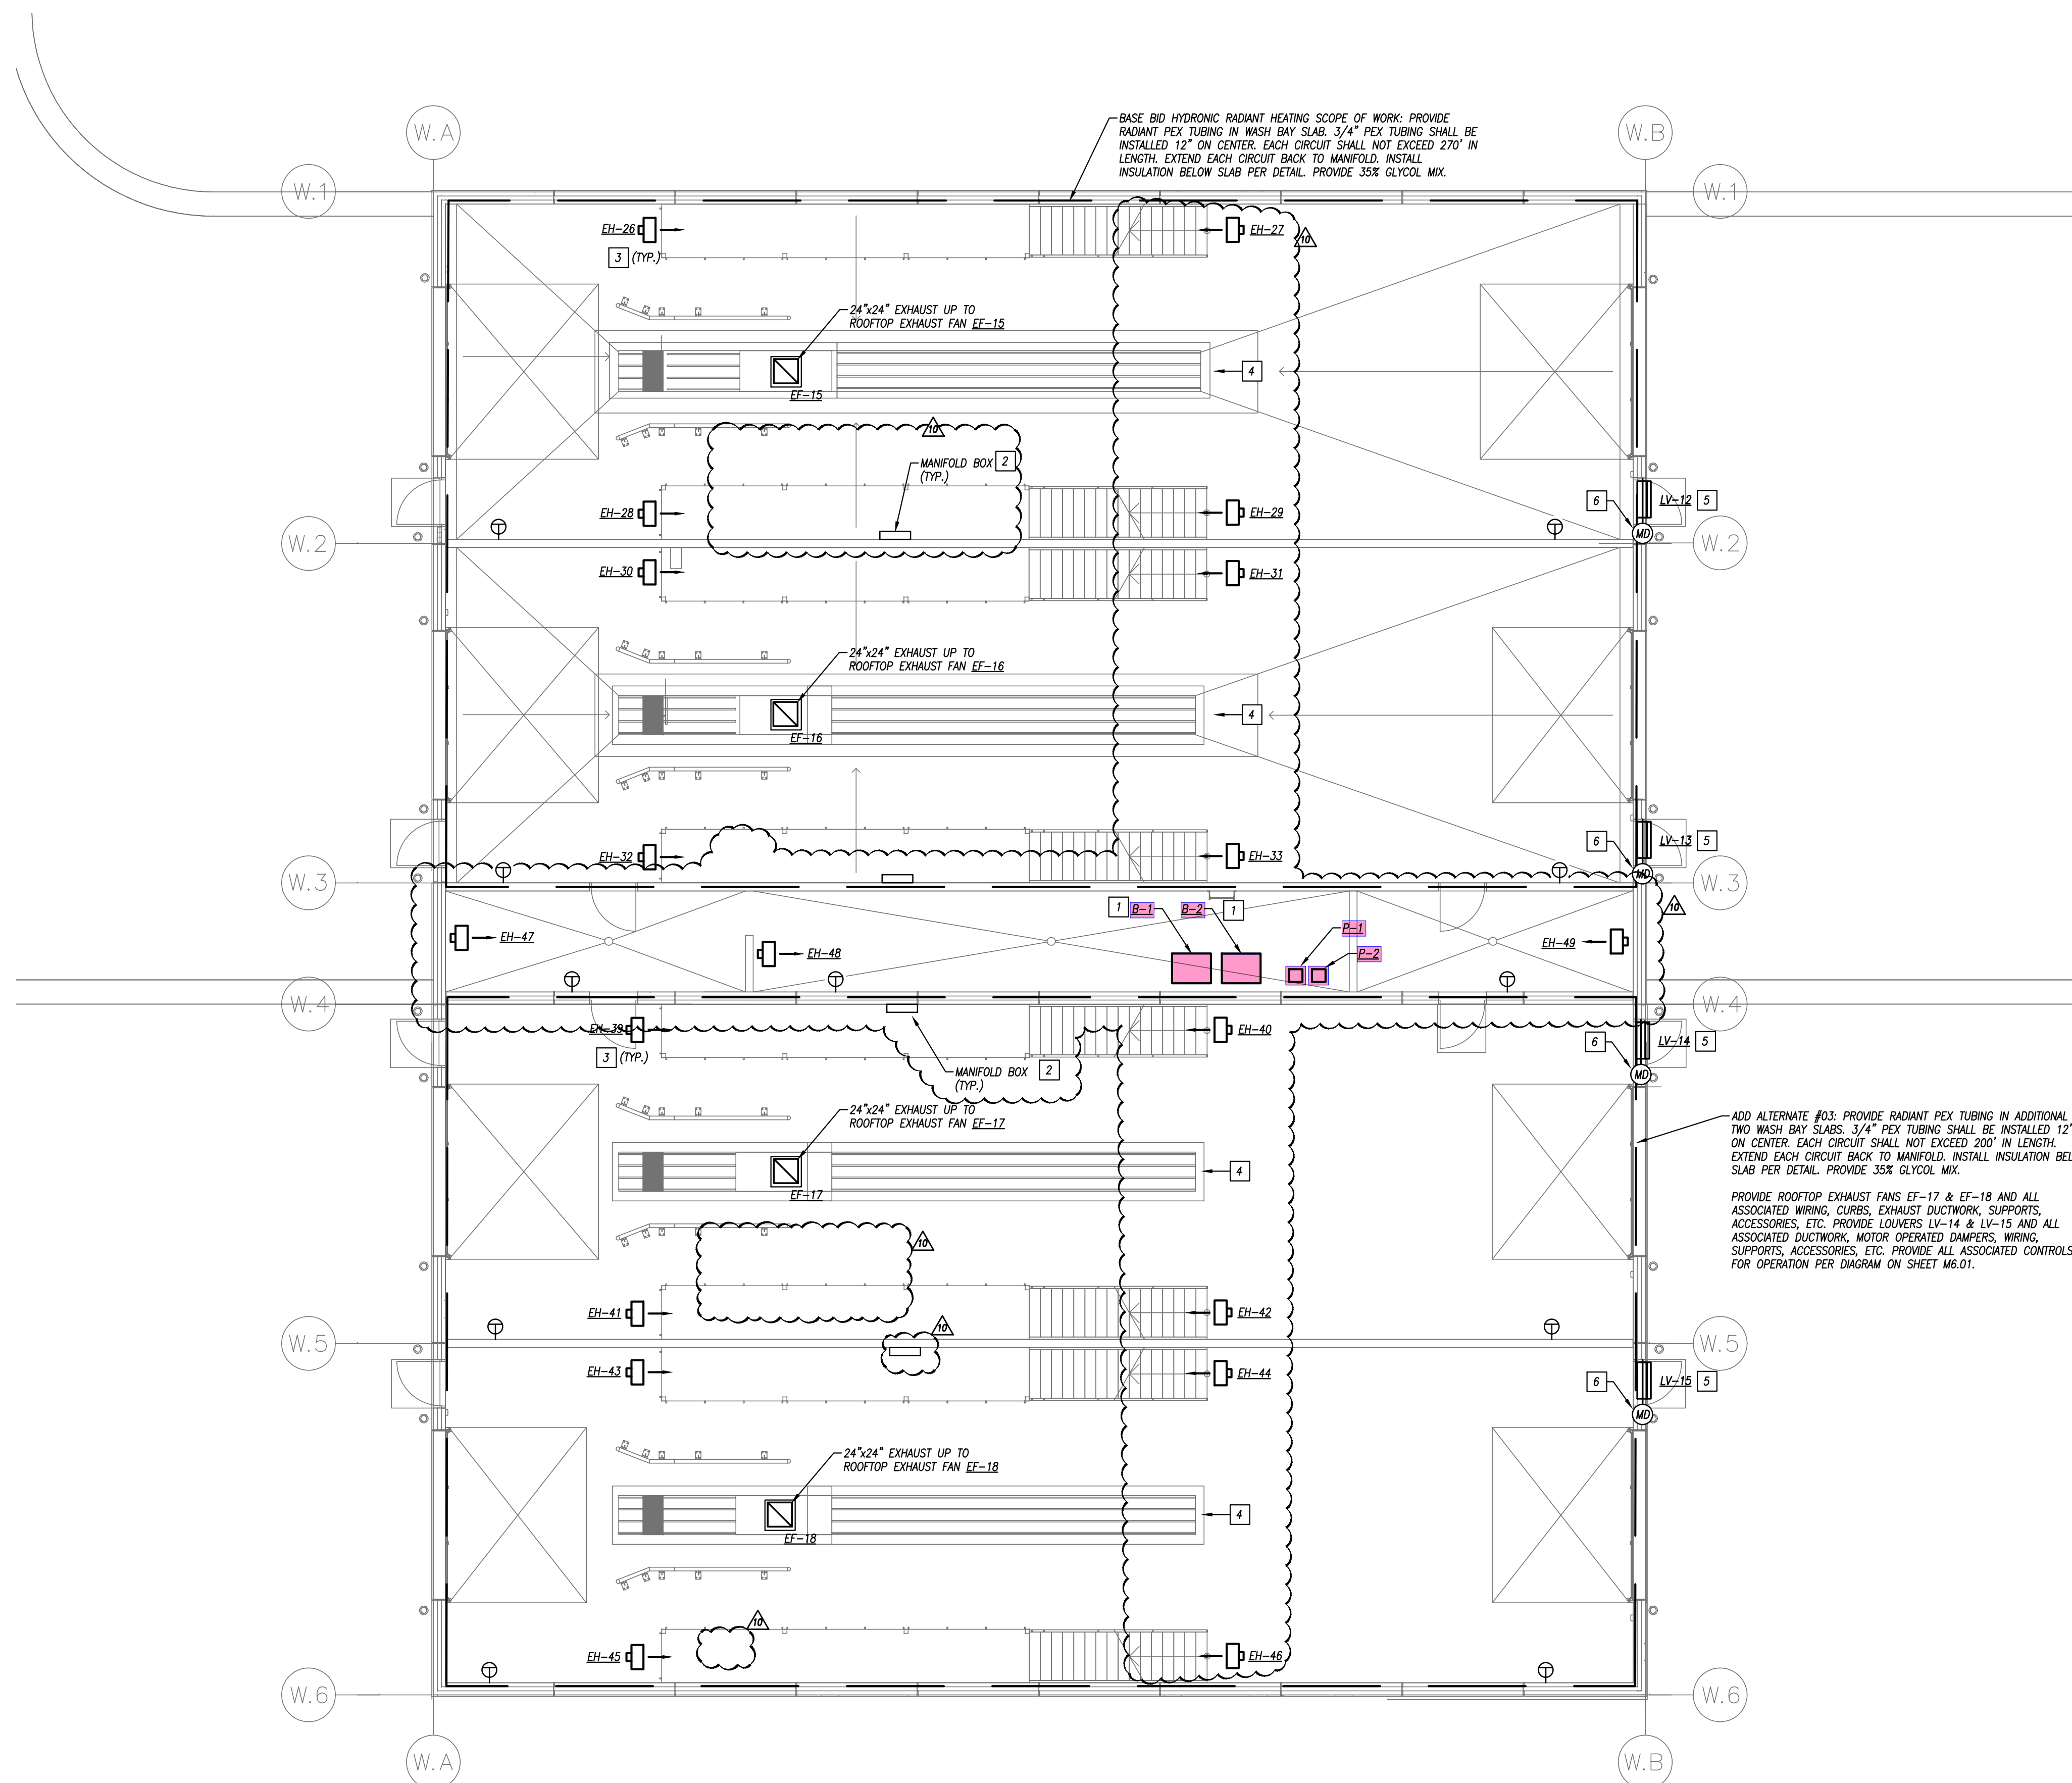 W.A
W.B
BASE BID HYDRONIC RADIANT HEATING SCOPE OF WORK: PROVIDE
RADIANT PEX TUBING IN WASH BAY SLAB. 3/4" PEX TUBING SHALL BE
INSTALLED 12" ON CENTER. EACH CIRCUIT SHALL NOT EXCEED 270' IN
LENGTH. EXTEND EACH CIRCUIT BACK TO MANIFOLD. INSTALL
INSULATION BELOW SLAB PER DETAIL. PROVIDE 35% GLYCOL MIX.
W.1
W.1
EH-26
EH-27
10
3 (TYP.)
24"x24" EXHAUST UP TO
ROOFTOP EXHAUST FAN EF-15
4
EF-15
10
MANIFOLD BOX 2
(TYP.)
6
LV-12 5
EH-28
EH-29
MD
W.2
W.2
EH-30
EH-31
24"x24" EXHAUST UP TO
ROOFTOP EXHAUST FAN EF-16
4
EF-16
6
LV-13 5
EH-32
EH-33
MD
W.3
W.3
1 B-1
B-2 1
10
P-1
EH-47
EH-49
EH-48
P-2
W.4
W.4
EH-39
EH-40
3 (TYP.)
6
LV-14 5
MANIFOLD BOX 2
(TYP.)
MD
24"x24" EXHAUST UP TO
ROOFTOP EXHAUST FAN EF-17
4
EF-17
ADD ALTERNATE #03: PROVIDE RADIANT PEX TUBING IN ADDITIONAL
TWO WASH BAY SLABS. 3/4" PEX TUBING SHALL BE INSTALLED 12"
ON CENTER. EACH CIRCUIT SHALL NOT EXCEED 200' IN LENGTH.
EXTEND EACH CIRCUIT BACK TO MANIFOLD. INSTALL INSULATION BEL
SLAB PER DETAIL. PROVIDE 35% GLYCOL MIX.
PROVIDE ROOFTOP EXHAUST FANS EF-17 & EF-18 AND ALL
ASSOCIATED WIRING, CURBS, EXHAUST DUCTWORK, SUPPORTS,
ACCESSORIES, ETC. PROVIDE LOUVERS LV-14 & LV-15 AND ALL
ASSOCIATED DUCTWORK, MOTOR OPERATED DAMPERS, WIRING,
SUPPORTS, ACCESSORIES, ETC. PROVIDE ALL ASSOCIATED CONTROLS
FOR OPERATION PER DIAGRAM ON SHEET M6.01.
10
EH-41
EH-42
10
W.5
W.5
EH-43
EH-44
6
LV-15 5
MD
24"x24" EXHAUST UP TO
ROOFTOP EXHAUST FAN EF-18
4
EF-18
10
EH-45
EH-46
W.6
W.6
W.A
W.B